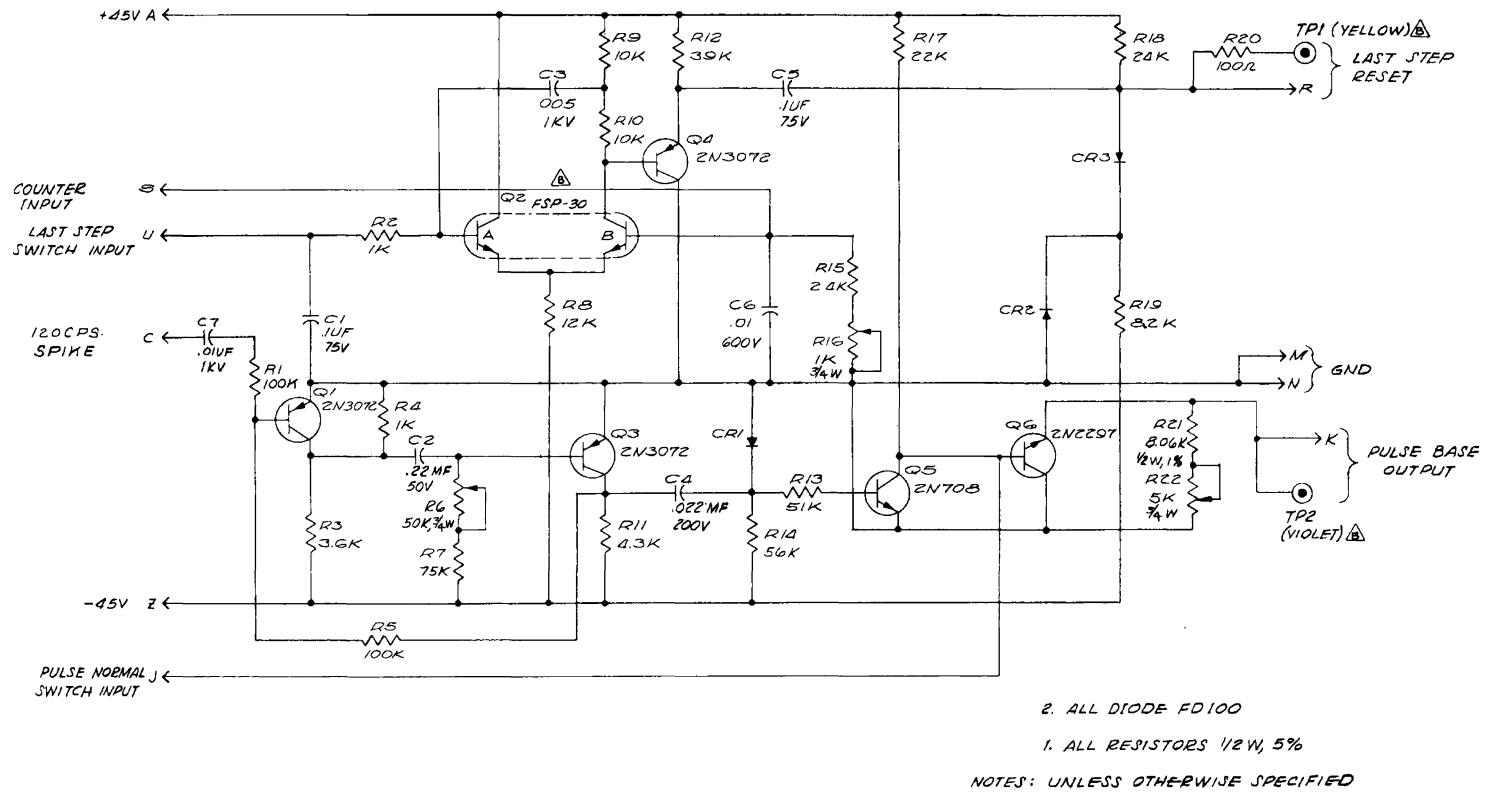 +45V A
R9
10K
R12
39K
R17
22K
R18
24K
R20
100Ω
TP1 (YELLOW) B
LAST STEP
RESET
R
C3
.005
1KV
R10
10K
C5
.1UF
75V
Q4
2N3072
CR3
COUNTER
INPUT
S
B
Q2 FSP-30
A
B
LAST STEP
SWITCH INPUT U
R2
1K
R15
24K
R8
12K
C6
.01
600V
R16
1K
3/4W
CR2
R19
8.2K
C1
.1UF
75V
120CPS.
SPIKE
C
C7
.01UF
1KV
R1
100K
M
N
GND
Q1
2N3072
R4
1K
C2
.22MF
50V
R6
50K, 3/4W
Q3
2N3072
CR1
Q6
2N2297
R21
8.06K
1/2W, 1%
R22
5K
3/4W
K
PULSE BASE
OUTPUT
Q5
2N708
R13
51K
C4
.022MF
200V
TP2
(VIOLET) B
R3
3.6K
R7
75K
R11
4.3K
R14
56K
-45V Z
R5
100K
PULSE NORMAL J
SWITCH INPUT
2. ALL DIODE FD100
1. ALL RESISTORS 1/2 W, 5%
NOTES: UNLESS OTHERWISE SPECIFIED